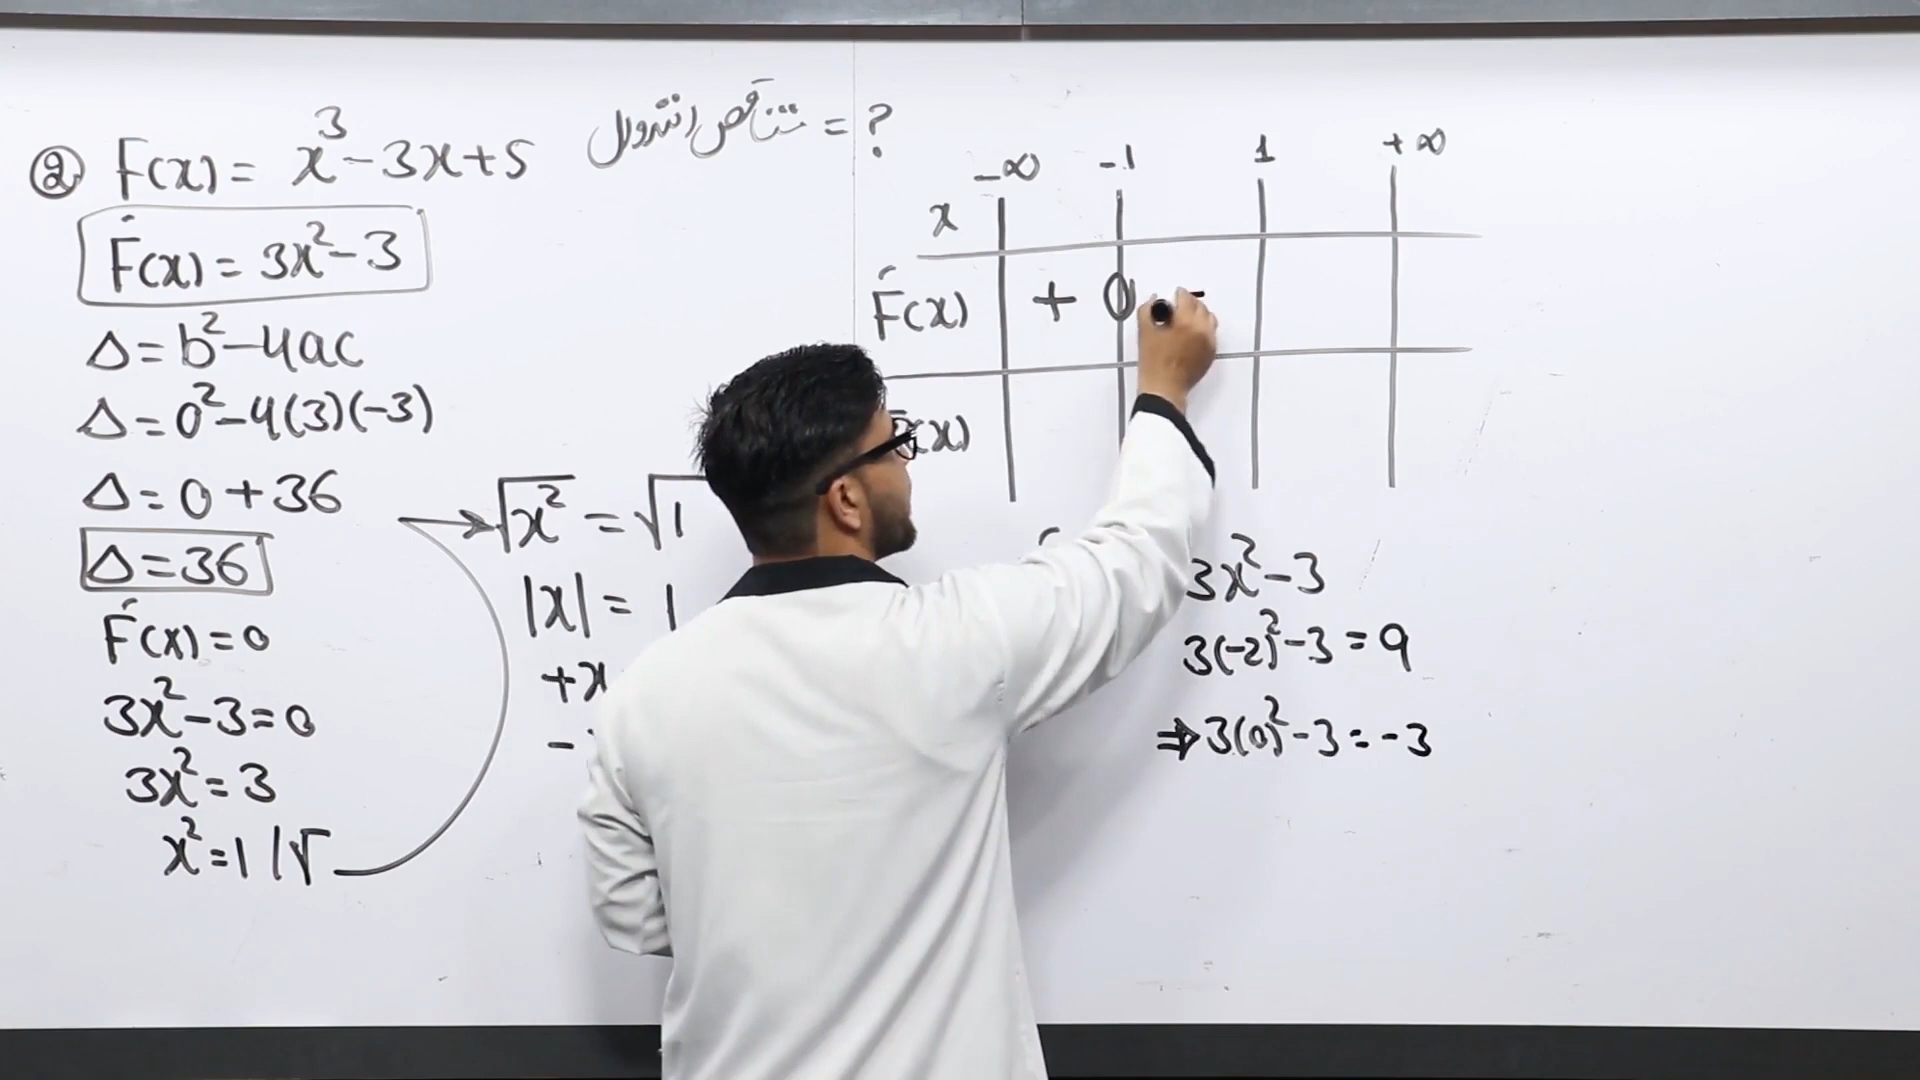 ② F(x) = x³-3x+5 متناقص انتروال = ?
F́(x) = 3x²-3
Δ = b²-4ac
Δ = 0²-4(3)(-3)
Δ = 0+36
Δ = 36
F́(x) = 0
3x²-3=0
3x² = 3
x² = 1 /√
√x² = √1
|x| = 1
+x
-
-∞ -1 1 +∞
x
F́(x) + 0 -
(x)
3x²-3
3(-2)²-3 = 9
⇒ 3(0)²-3 = -3